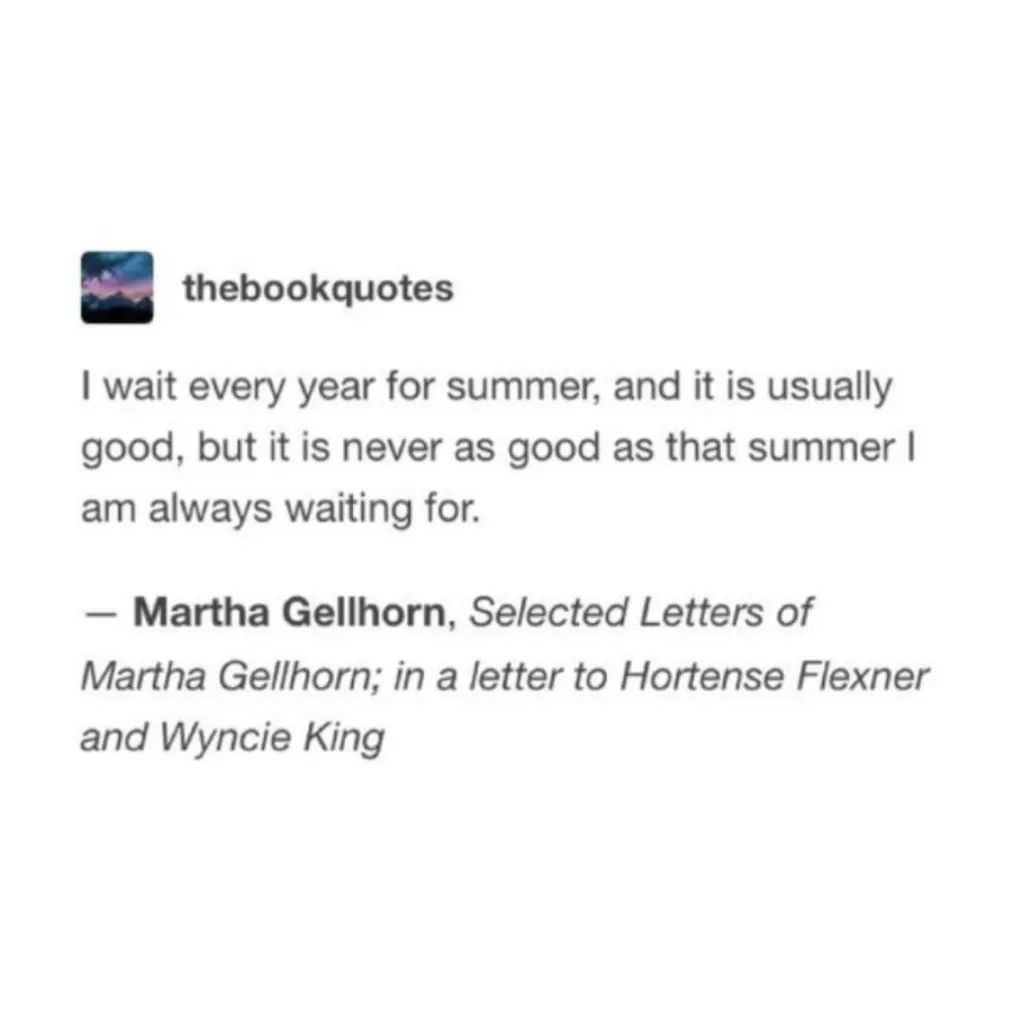 thebookquotes
I wait every year for summer, and it is usually
good, but it is never as good as that summer I
am always waiting for.
— Martha Gellhorn, Selected Letters of
Martha Gellhorn; in a letter to Hortense Flexner
and Wyncie King